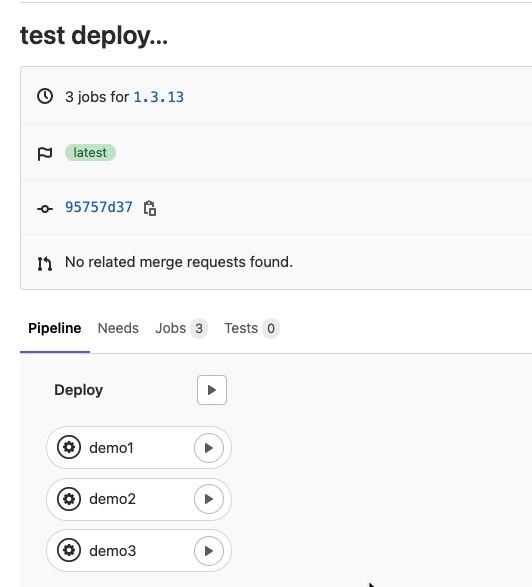 test deploy...
3 jobs for 1.3.13
latest
95757d37
No related merge requests found.
Pipeline Needs Jobs 3 Tests 0
Deploy
demo1
demo2
demo3